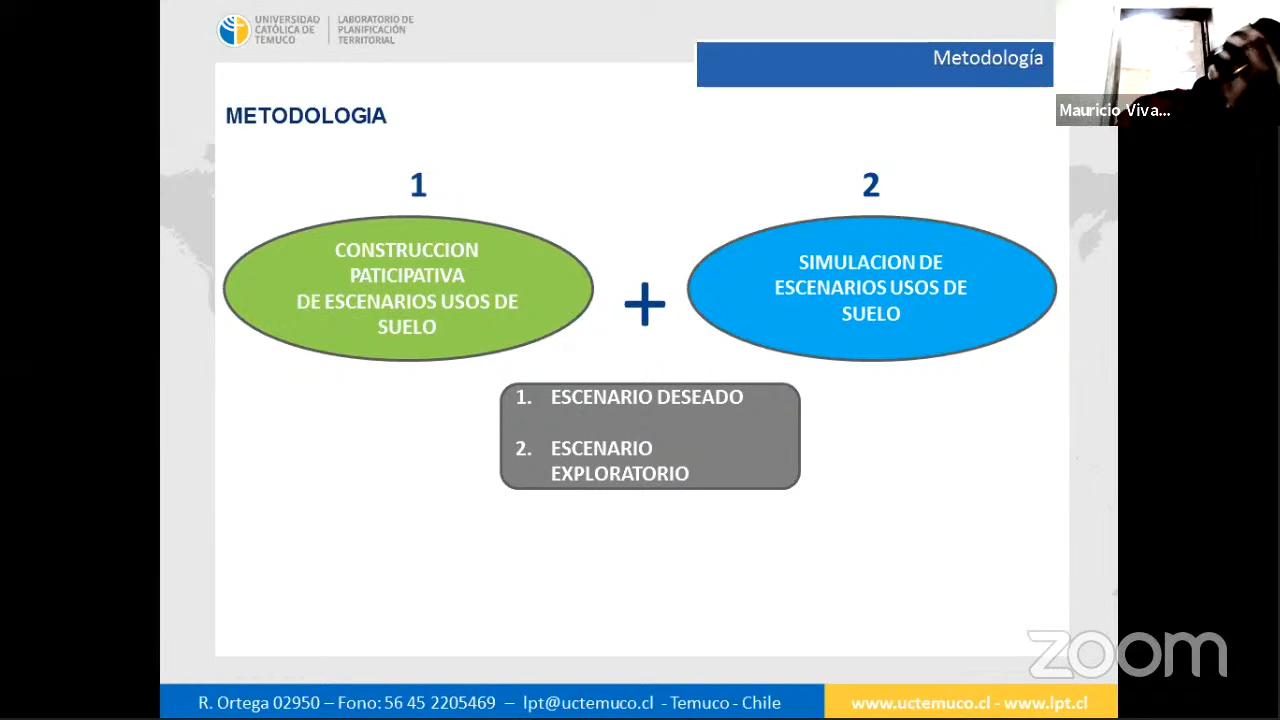 UNIVERSIDAD
CATÓLICA DE
TEMUCO
LABORATORIO DE
PLANIFICACIÓN
TERRITORIAL
Metodología
Mauricio Viva...
METODOLOGIA
1
2
CONSTRUCCION
PATICIPATIVA
DE ESCENARIOS USOS DE
SUELO
+
SIMULACION DE
ESCENARIOS USOS DE
SUELO
1. ESCENARIO DESEADO
2. ESCENARIO
EXPLORATORIO
zoom
R. Ortega 02950 – Fono: 56 45 2205469 – lpt@uctemuco.cl - Temuco - Chile
www.uctemuco.cl - www.lpt.cl